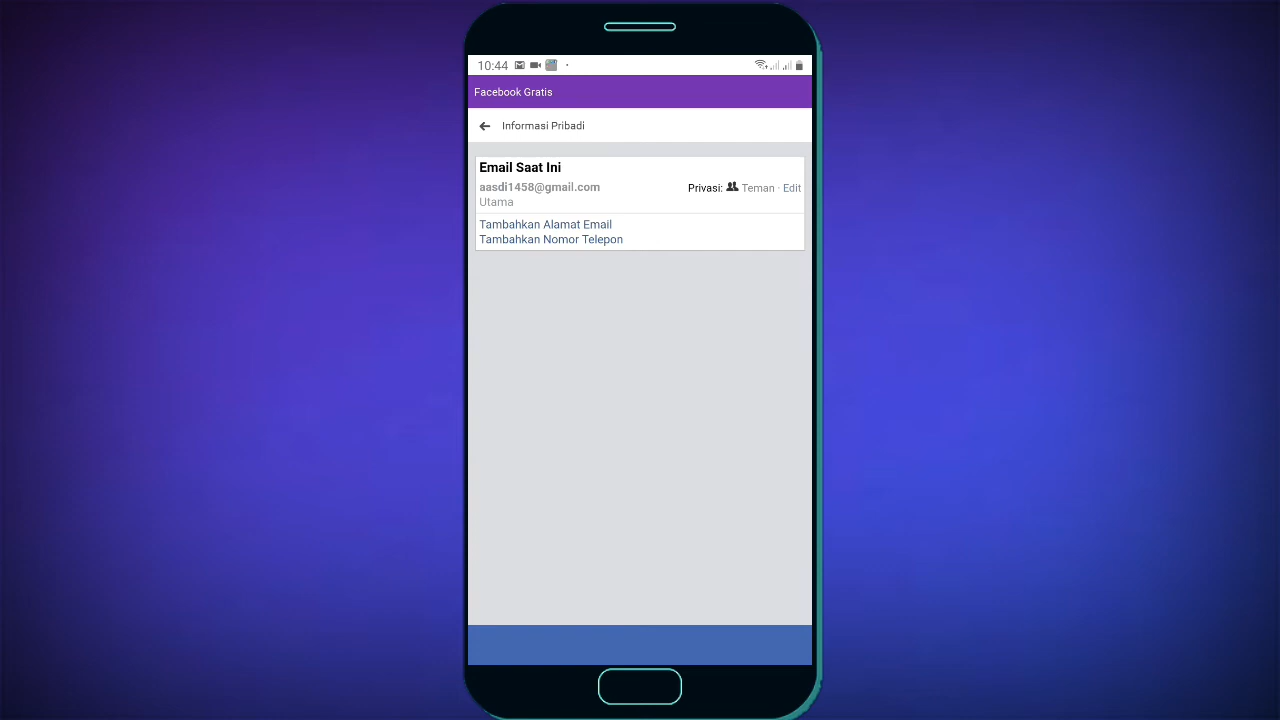 10:44
Facebook Gratis
Informasi Pribadi
Email Saat Ini
aasdi1458@gmail.com
Privasi: Teman · Edit
Utama
Tambahkan Alamat Email
Tambahkan Nomor Telepon